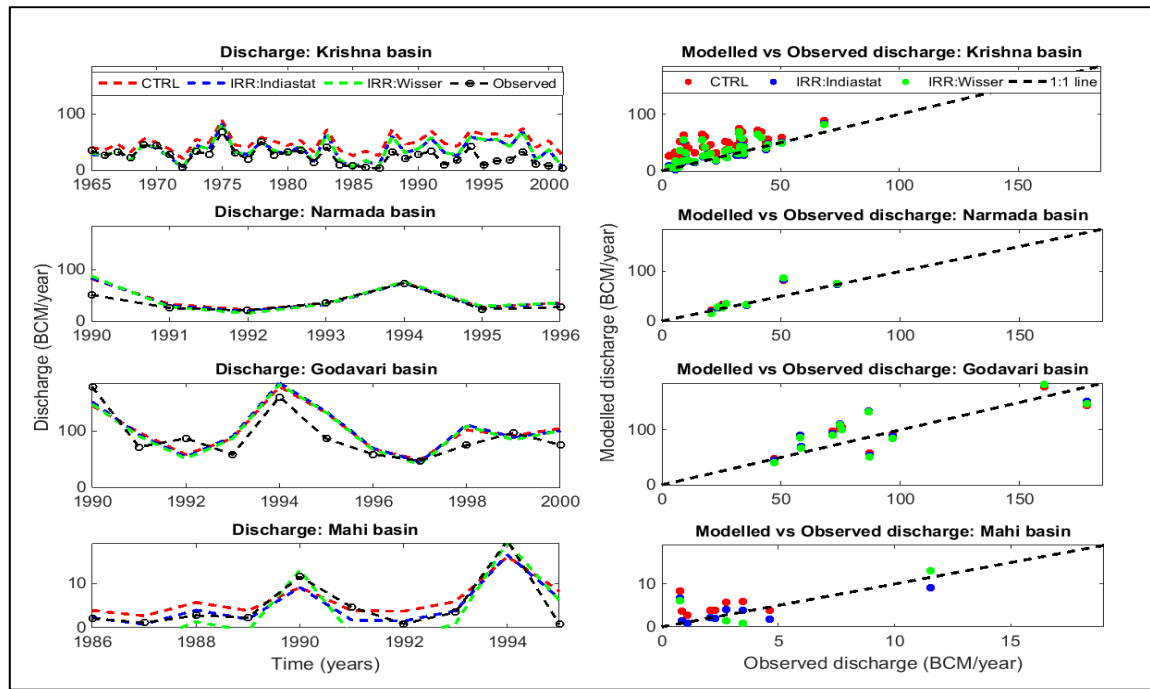 Discharge: Krishna basin
CTRL IRR:Indiastat IRR:Wisser Observed
100
0
1965 1970 1975 1980 1985 1990 1995 2000
Discharge: Narmada basin
100
0
1990 1991 1992 1993 1994 1995 1996
Discharge: Godavari basin
100
0
1990 1992 1994 1996 1998 2000
Discharge: Mahi basin
10
0
1986 1988 1990 1992 1994
Discharge (BCM/year)
Time (years)
Modelled vs Observed discharge: Krishna basin
CTRL IRR:Indiastat IRR:Wisser 1:1 line
100
0
0 50 100 150
Modelled vs Observed discharge: Narmada basin
100
0
0 50 100 150
Modelled vs Observed discharge: Godavari basin
100
0
0 50 100 150
Modelled vs Observed discharge: Mahi basin
10
0
0 5 10 15
Modelled discharge (BCM/year)
Observed discharge (BCM/year)